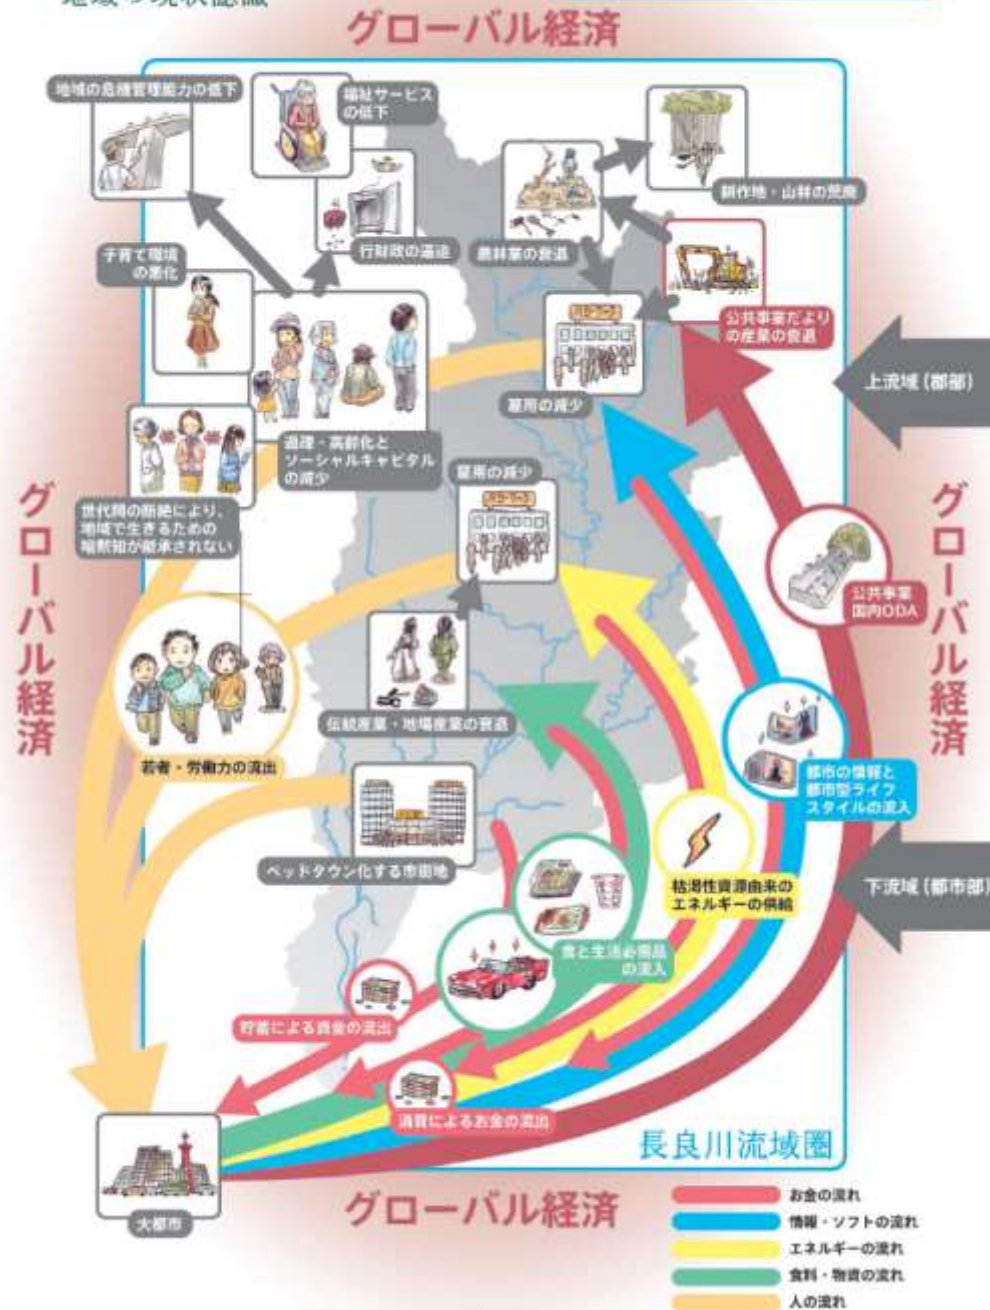 グローバル経済
地域の危機管理能力の低下
福祉サービス
の低下
耕作地・山林の荒廃
行財政の逼迫
農林業の衰退
子育て環境
の悪化
公共事業だより
の産業の衰退
上流域(郡部)
雇用の減少
過疎・高齢化と
ソーシャルキャピタル
の減少
雇用の減少
世代間の断絶により、
地域で生きるための
暗黙知が継承されない
グローバル経済
グローバル経済
公共事業
国内ODA
伝統産業・地場産業の衰退
若者・労働力の流出
都市の情報と
都市型ライフ
スタイルの流入
ベッドタウン化する市街地
枯渇性資源由来の
エネルギーの供給
下流域(都市部)
食と生活必需品
の流入
貯蓄による資金の流出
消費によるお金の流出
長良川流域圏
大都市
グローバル経済
お金の流れ
情報・ソフトの流れ
エネルギーの流れ
食料・物資の流れ
人の流れ